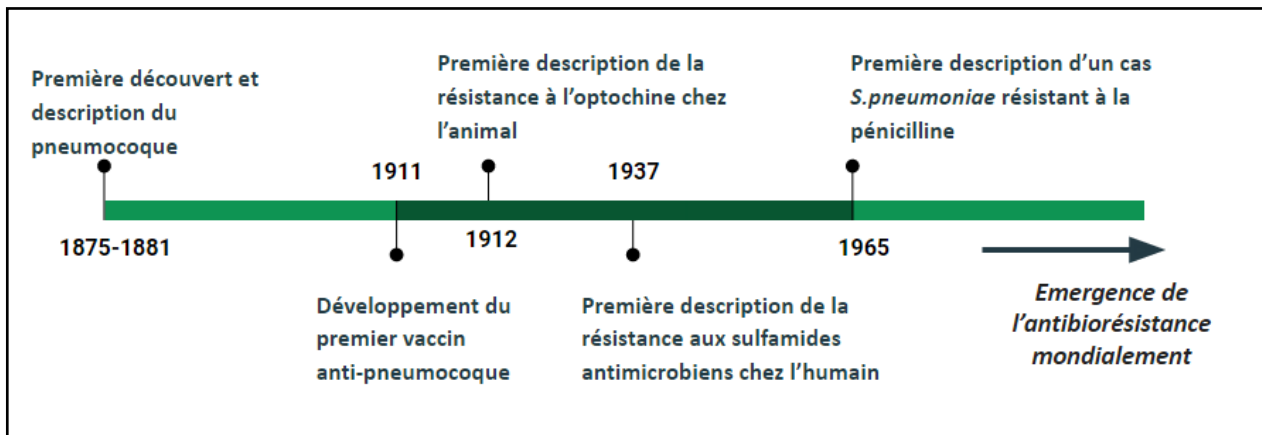 Première découvert et
description du
pneumocoque
1875-1881
1911
Développement du
premier vaccin
anti-pneumocoque
Première description de la
résistance à l’optochine chez
l’animal
1912
1937
Première description de la
résistance aux sulfamides
antimicrobiens chez l’humain
Première description d’un cas
S.pneumoniae résistant à la
pénicilline
1965
Emergence de
l’antibiorésistance
mondialement